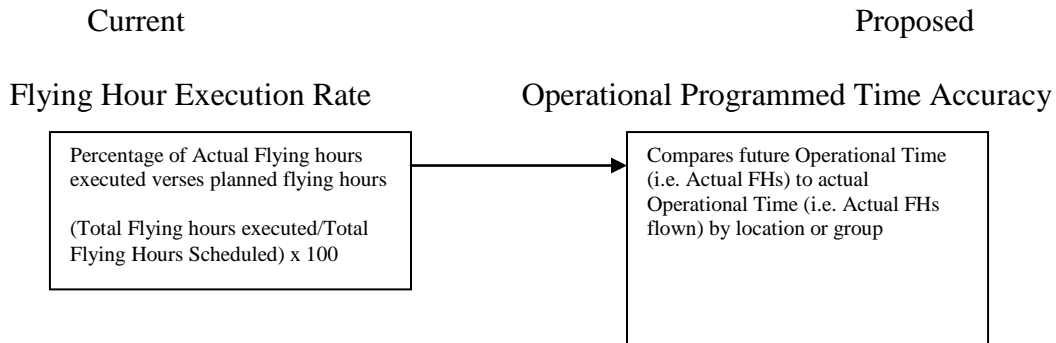 Current Proposed
Flying Hour Execution Rate Operational Programmed Time Accuracy
Percentage of Actual Flying hours
executed verses planned flying hours
(Total Flying hours executed/Total
Flying Hours Scheduled) x 100
Compares future Operational Time
(i.e. Actual FHs) to actual
Operational Time (i.e. Actual FHs
flown) by location or group